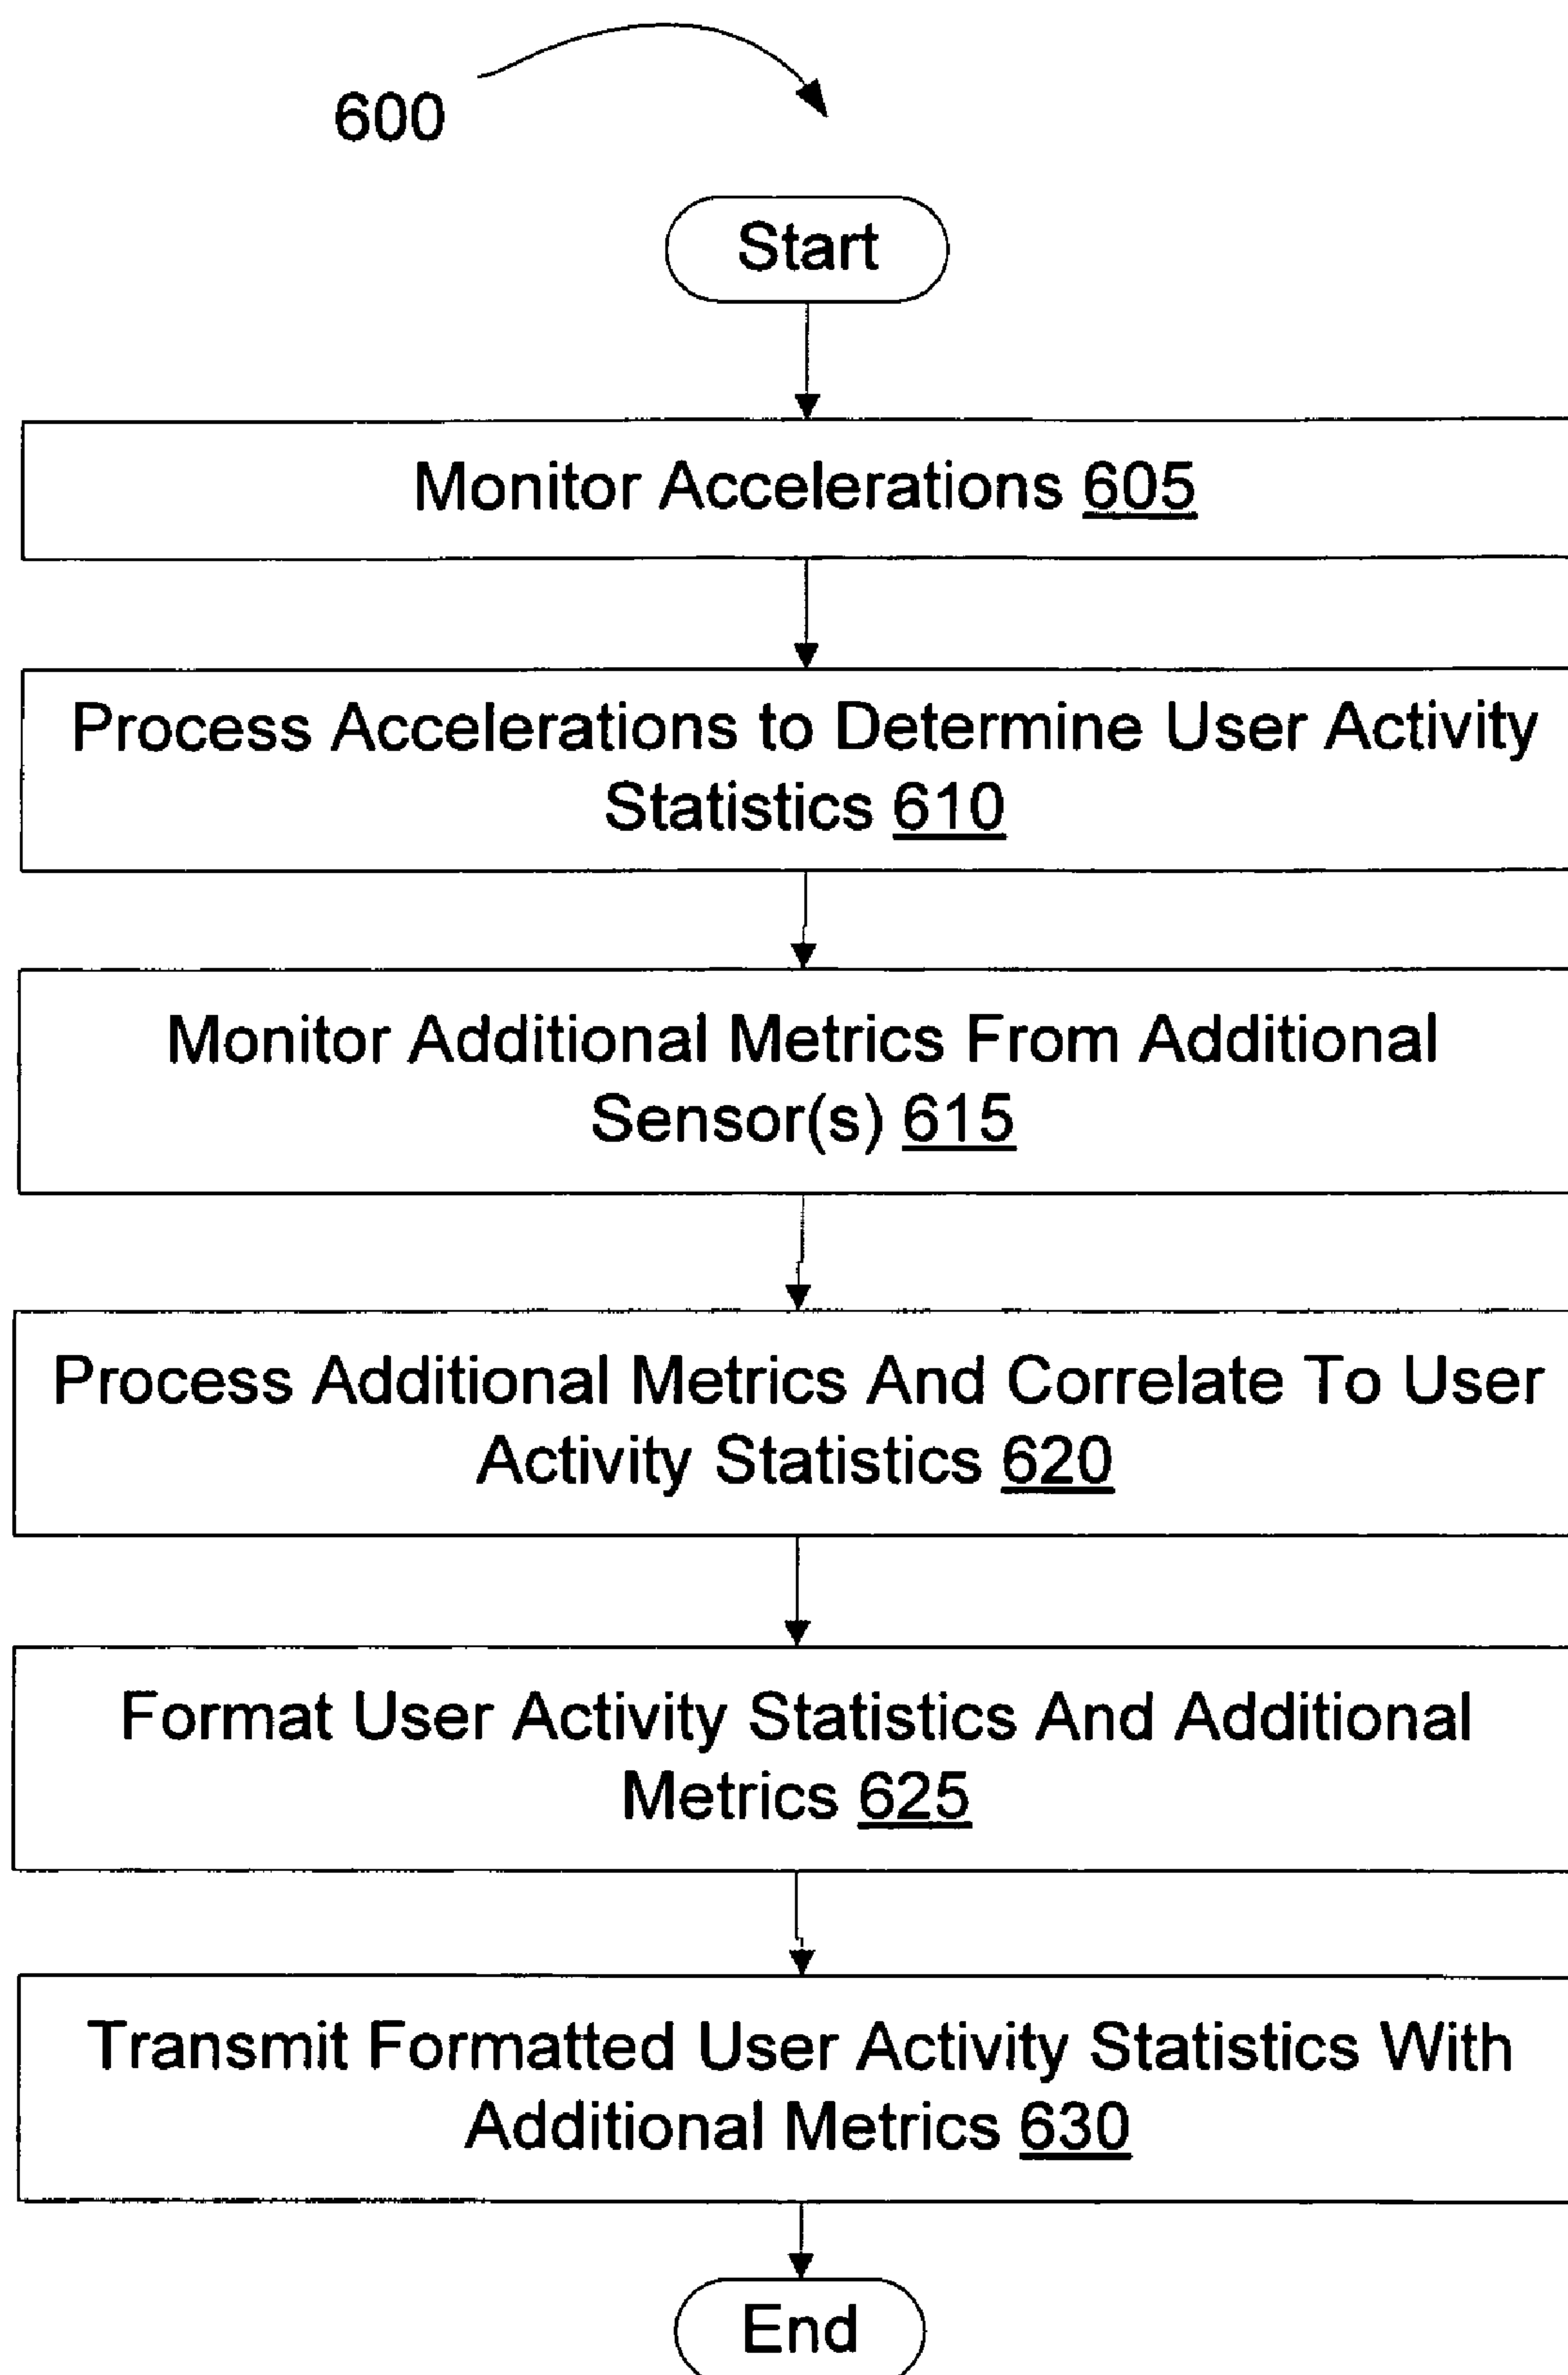 600
Start
Monitor Accelerations 605
Process Accelerations to Determine User Activity
Statistics 610
Monitor Additional Metrics From Additional
Sensor(s) 615
Process Additional Metrics And Correlate To User
Activity Statistics 620
Format User Activity Statistics And Additional
Metrics 625
Transmit Formatted User Activity Statistics With
Additional Metrics 630
End